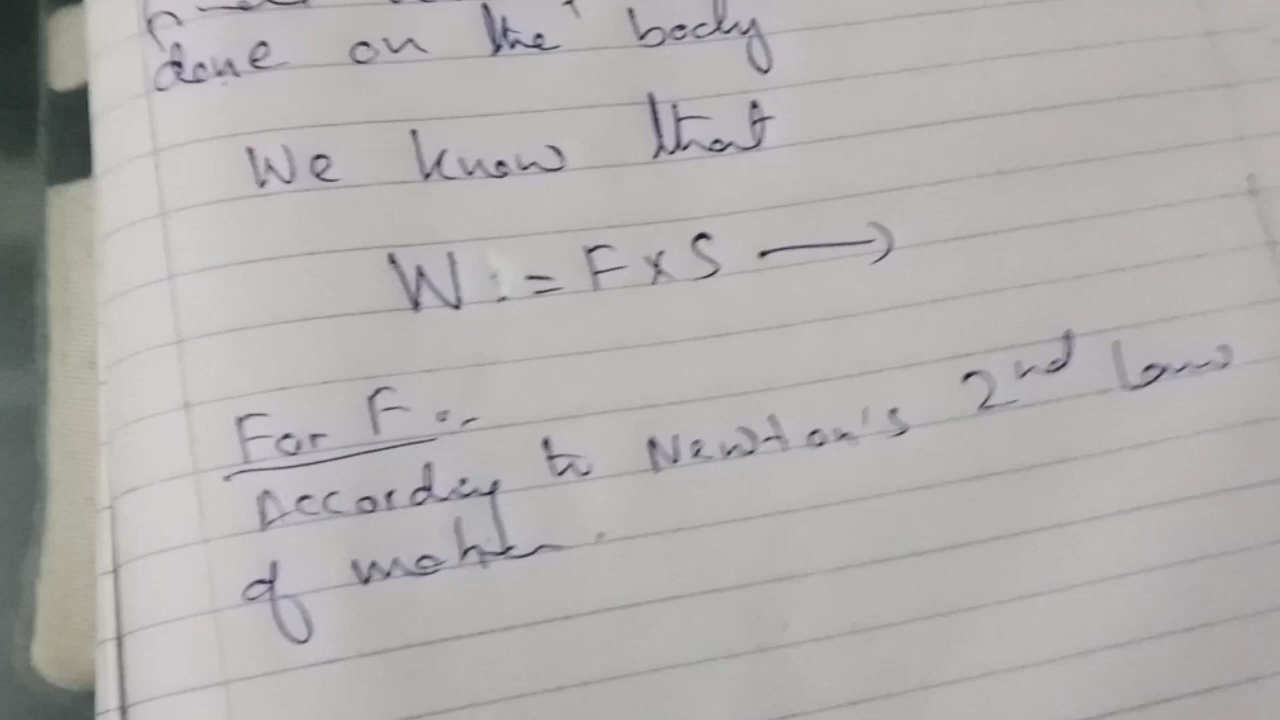 done on the body
We know that
W := F x S →
For F :-
According to Newton's 2nd law
of motion.